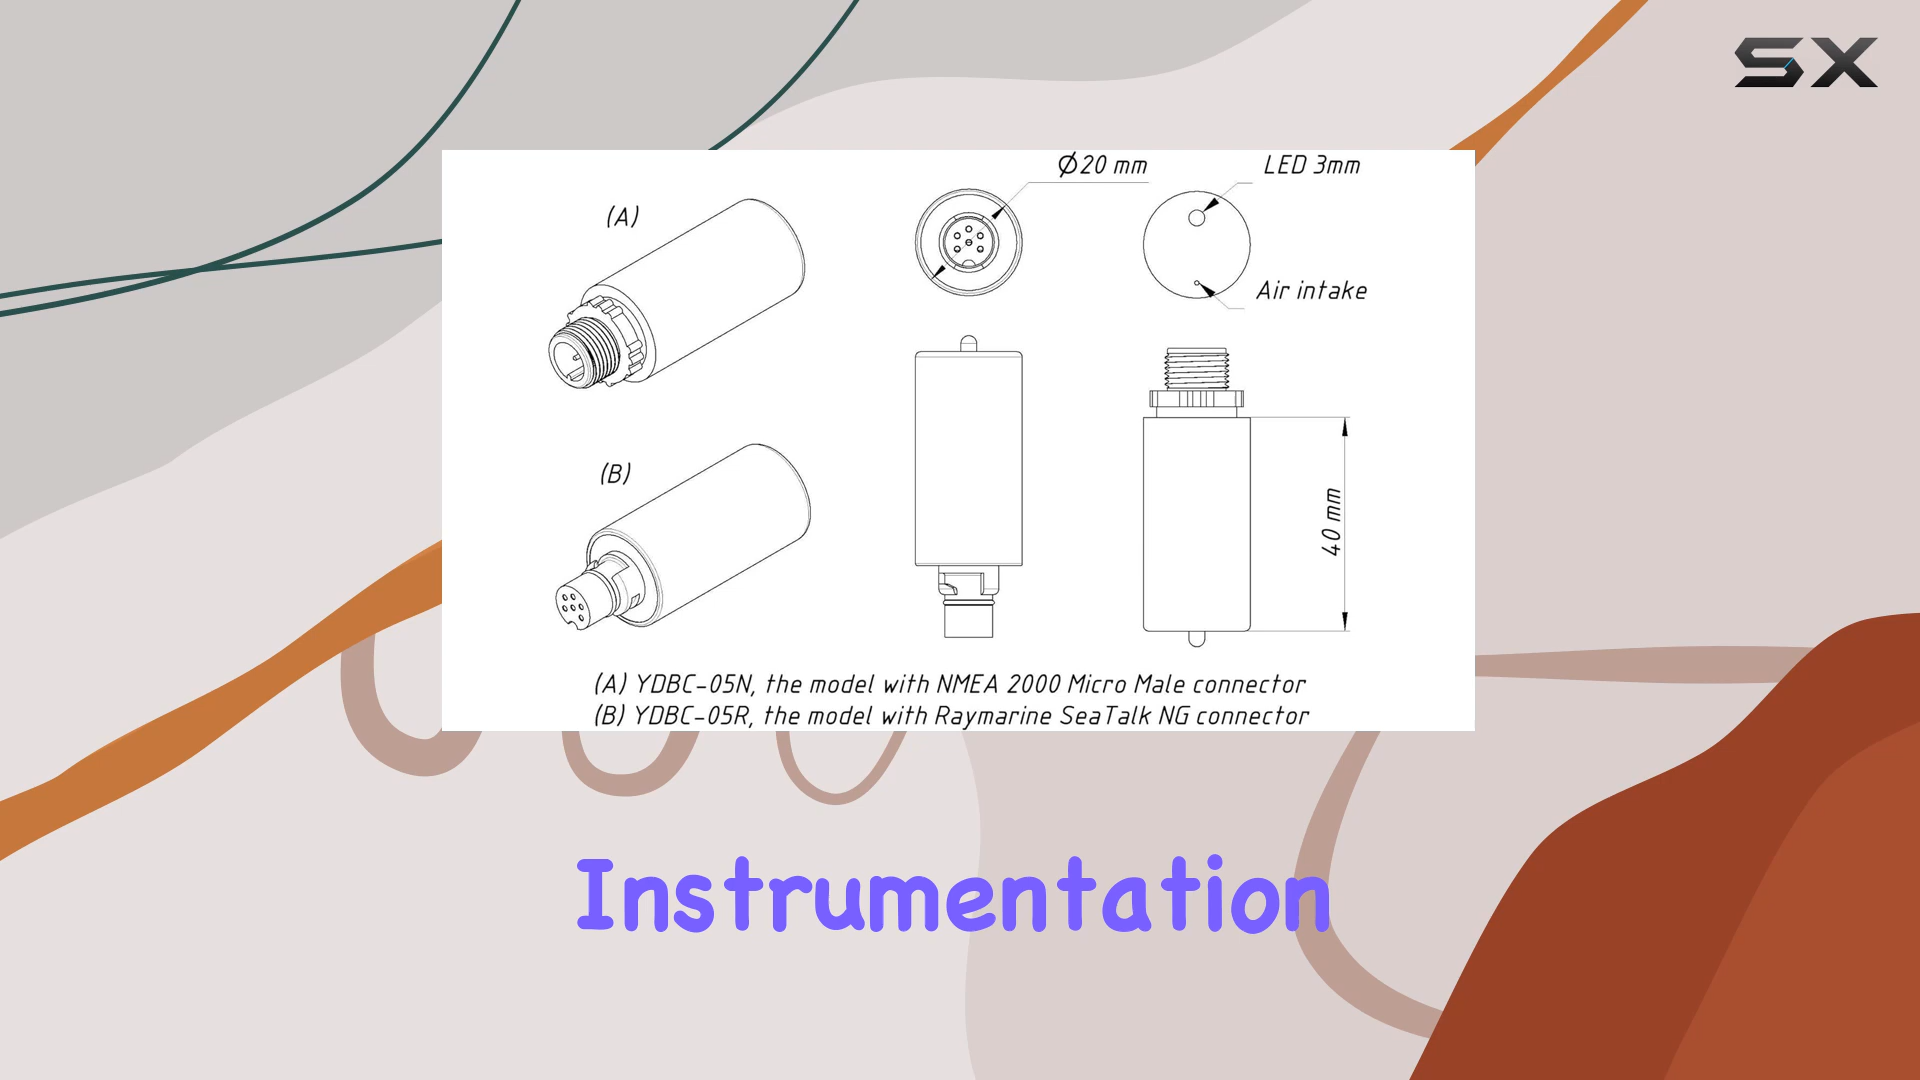 SX
Ø20 mm
LED 3mm
(A)
Air intake
(B)
40 mm
(A) YDBC-05N, the model with NMEA 2000 Micro Male connector
(B) YDBC-05R, the model with Raymarine SeaTalk NG connector
Instrumentation